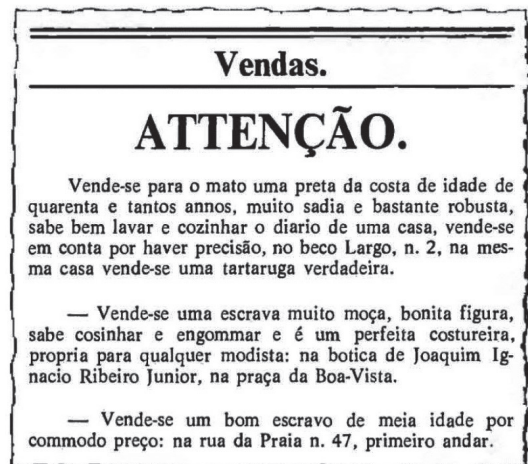 Vendas.
ATTENÇÃO.
Vende-se para o mato uma preta da costa de idade de
quarenta e tantos annos, muito sadia e bastante robusta,
sabe bem lavar e cozinhar o diario de uma casa, vende-se
em conta por haver precisão, no beco Largo, n. 2, na mes-
ma casa vende-se uma tartaruga verdadeira.
— Vende-se uma escrava muito moça, bonita figura,
sabe cosinhar e engommar e é um perfeita costureira,
propria para qualquer modista: na botica de Joaquim Ig-
nacio Ribeiro Junior, na praça da Boa-Vista.
— Vende-se um bom escravo de meia idade por
commodo preço: na rua da Praia n. 47, primeiro andar.